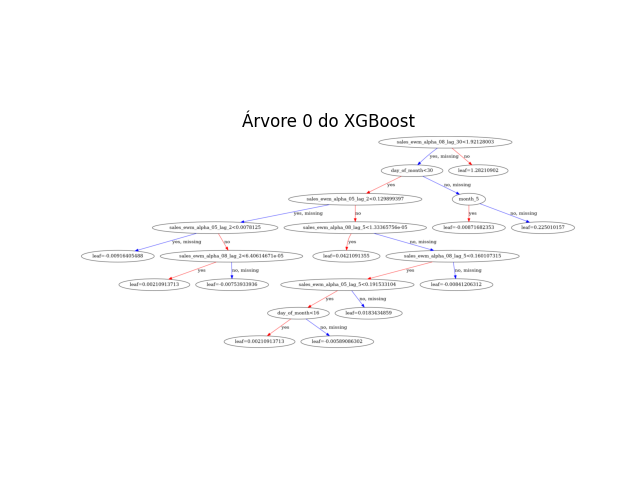 Árvore 0 do XGBoost
sales_ewm_alpha_08_lag_30<1.92128003
yes, missing
no
day_of_month<30
leaf=1.28210902
yes
no, missing
sales_ewm_alpha_05_lag_2<0.129899397
month_5
yes, missing
no
yes
no, missing
sales_ewm_alpha_05_lag_2<0.0978125
sales_ewm_alpha_08_lag_5<1.33365756e-05
leaf=-0.00871682353
leaf=0.225010157
yes, missing
no
yes
no, missing
leaf=-0.00916405488
sales_ewm_alpha_08_lag_2<6.40614671e-05
leaf=0.0421091355
sales_ewm_alpha_08_lag_5<0.160107315
yes
no, missing
yes
no, missing
leaf=0.00210913713
leaf=-0.00753933936
sales_ewm_alpha_05_lag_5<0.191533104
leaf=-0.00841206312
yes
no, missing
day_of_month<16
leaf=0.0183434859
yes
no, missing
leaf=0.00210913713
leaf=-0.00589086302